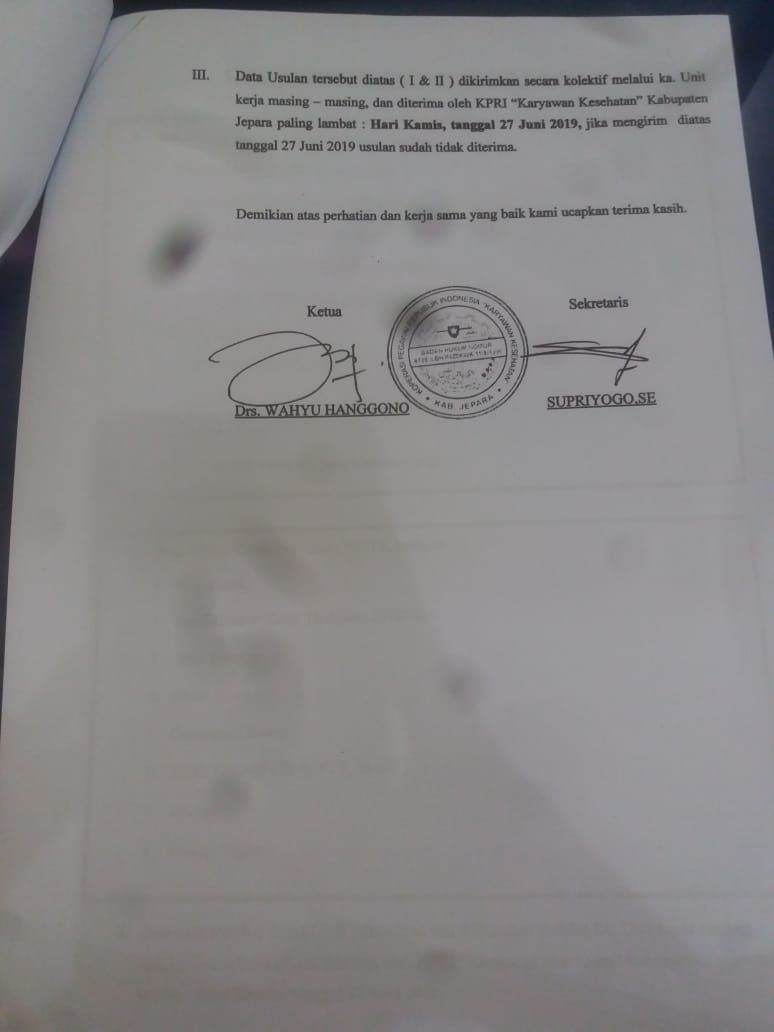 III. Data Usulan tersebut diatas ( I & II ) dikirimkan secara kolektif melalui ka. Unit
kerja masing – masing, dan diterima oleh KPRI “Karyawan Kesehatan” Kabupaten
Jepara paling lambat : Hari Kamis, tanggal 27 Juni 2019, jika mengirim diatas
tanggal 27 Juni 2019 usulan sudah tidak diterima.
Demikian atas perhatian dan kerja sama yang baik kami ucapkan terima kasih.
Ketua
Sekretaris
KOPERASI PEGAWAI REPUBLIK INDONESIA "KARYAWAN KESEHATAN"
BADAN HUKUM NOMOR
KAB. JEPARA
Drs. WAHYU HANGGONO
SUPRIYOGO,SE